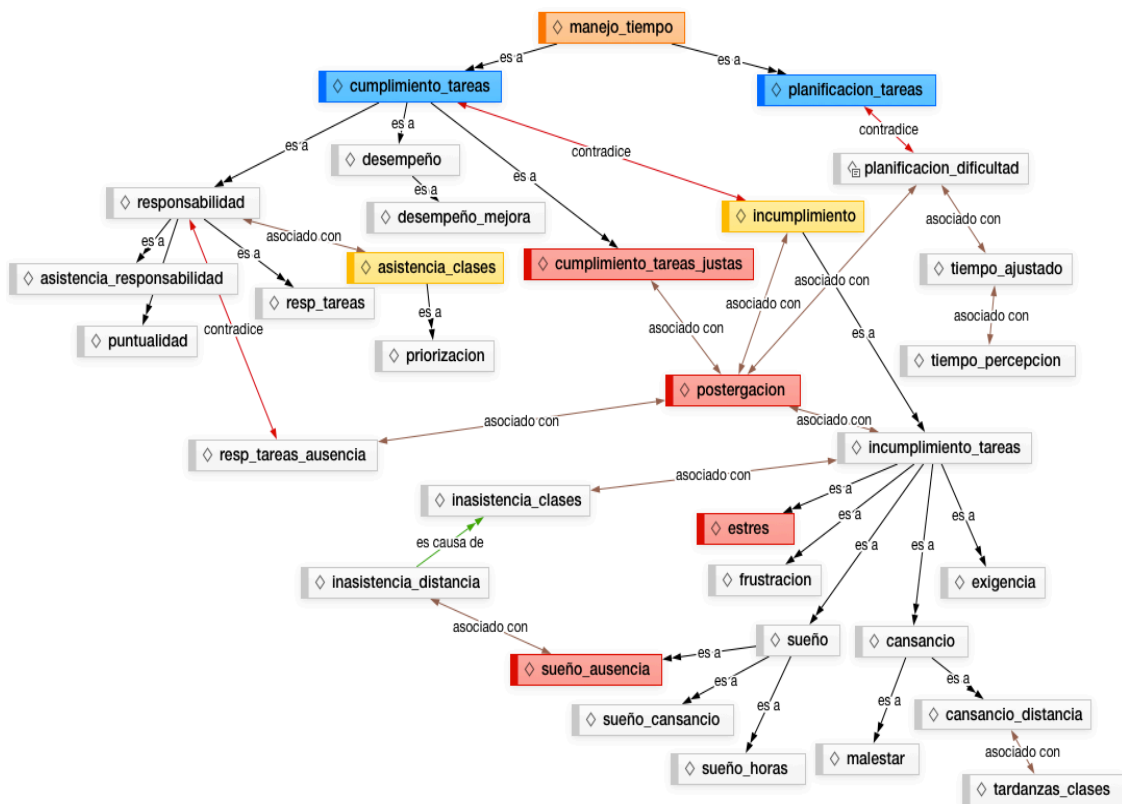 manejo_tiempo
es a
es a
cumplimiento_tareas
planificacion_tareas
es a
es a
contradice
contradice
desempeño
planificacion_dificultad
es a
es a
responsabilidad
desempeño_mejora
incumplimiento
asociado con
asociado con
es a
es a
asistencia_responsabilidad
asistencia_clases
cumplimiento_tareas_justas
tiempo_ajustado
resp_tareas
asociado con
asociado con
es a
asociado con
asociado con
contradice
es a
puntualidad
priorizacion
tiempo_percepcion
postergacion
asociado con
asociado con
resp_tareas_ausencia
incumplimiento_tareas
asociado con
inasistencia_clases
es a
es a
estres
es a
es a
es a
es causa de
inasistencia_distancia
frustracion
exigencia
asociado con
sueño
cansancio
es a
sueño_ausencia
es a
es a
es a
es a
sueño_cansancio
cansancio_distancia
asociado con
sueño_horas
malestar
tardanzas_clases